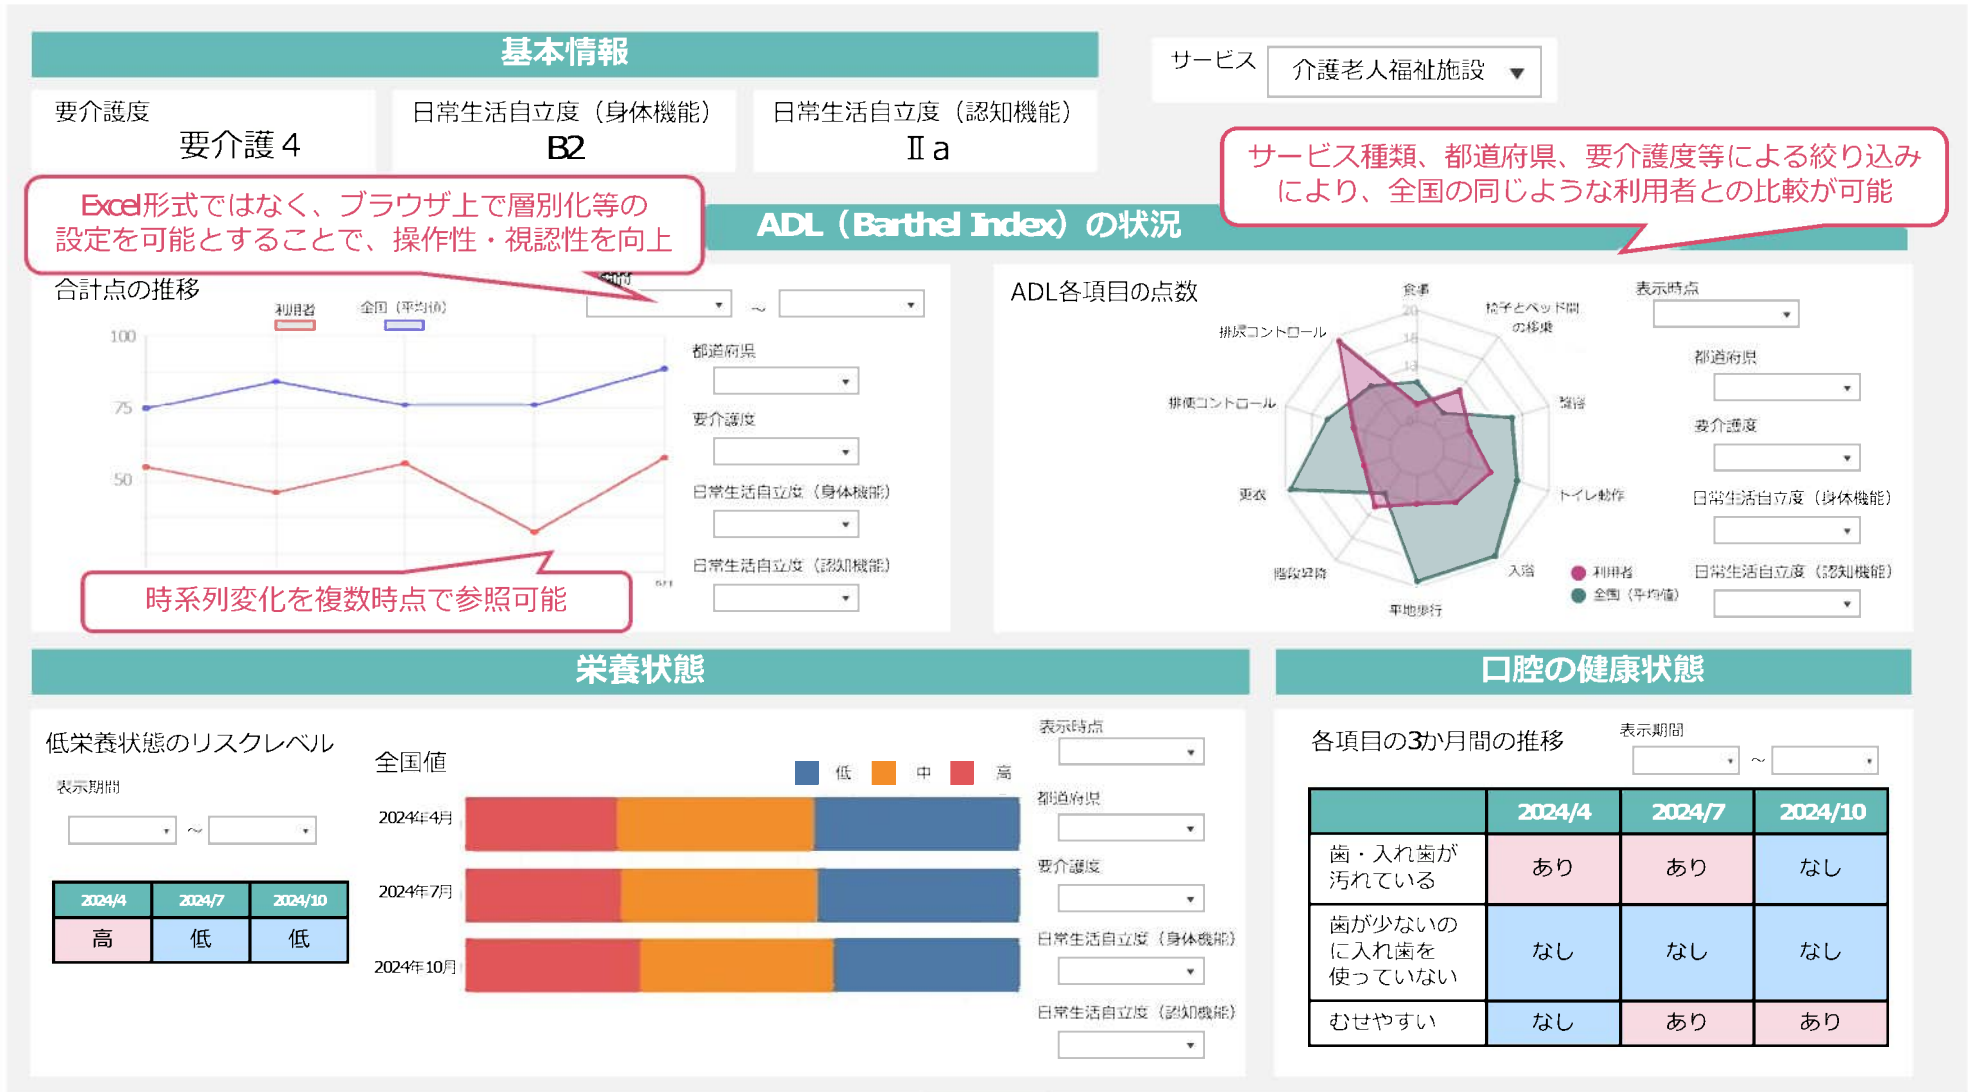 基本情報
サービス
介護老人福祉施設
要介護度
要介護４
日常生活自立度（身体機能）
B2
日常生活自立度（認知機能）
Ⅱa
Excel形式ではなく、ブラウザ上で層別化等の
設定を可能とすることで、操作性・視認性を向上
サービス種類、都道府県、要介護度等による絞り込み
により、全国の同じような利用者との比較が可能
ADL（Barthel Index）の状況
合計点の推移
利用者
全国（平均値）
～
100
75
50
都道府県
要介護度
日常生活自立度（身体機能）
日常生活自立度（認知機能）
時系列変化を複数時点で参照可能
ADL各項目の点数
表示時点
食事
椅子とベッド間
の移乗
整容
トイレ動作
入浴
平地歩行
階段昇降
更衣
排便コントロール
排尿コントロール
20
利用者
全国（平均値）
都道府県
要介護度
日常生活自立度（身体機能）
日常生活自立度（認知機能）
栄養状態
低栄養状態のリスクレベル
表示期間
～
2024/4 2024/7 2024/10
高 低 低
全国値
低 中 高
2024年4月
2024年7月
2024年10月
表示時点
都道府県
要介護度
日常生活自立度（身体機能）
日常生活自立度（認知機能）
口腔の健康状態
各項目の3か月間の推移
表示期間
～
2024/4 2024/7 2024/10
歯・入れ歯が
汚れている
あり あり なし
歯が少ないの
に入れ歯を
使っていない
なし なし なし
むせやすい なし あり あり